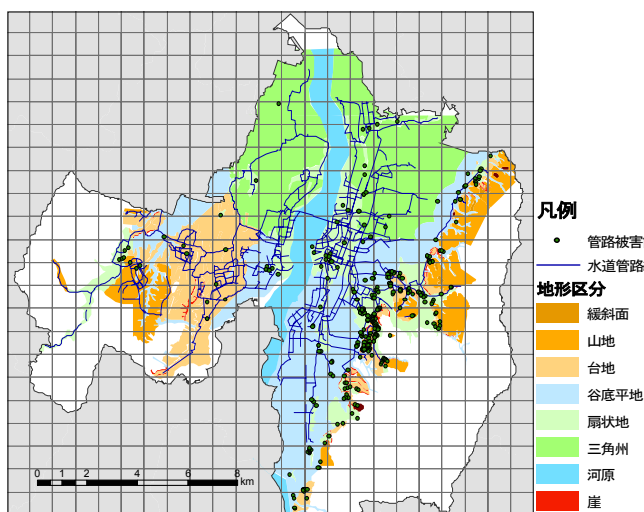 凡例
管路被害
水道管路
地形区分
緩斜面
山地
台地
谷底平地
扇状地
三角州
河原
崖
0 1 2 4 6 8
km